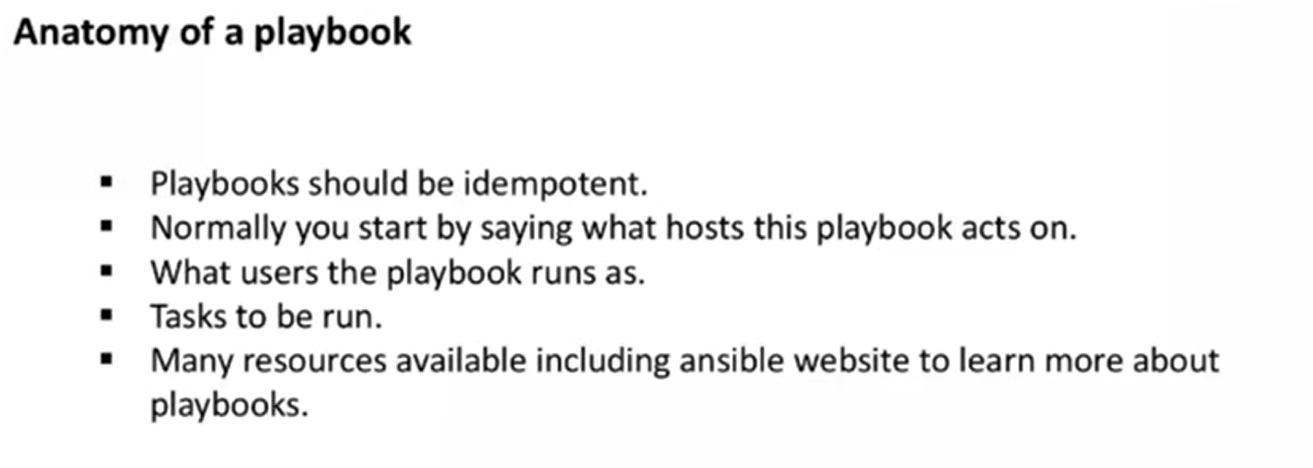 Anatomy of a playbook
▪ Playbooks should be idempotent.
▪ Normally you start by saying what hosts this playbook acts on.
▪ What users the playbook runs as.
▪ Tasks to be run.
▪ Many resources available including ansible website to learn more about
playbooks.